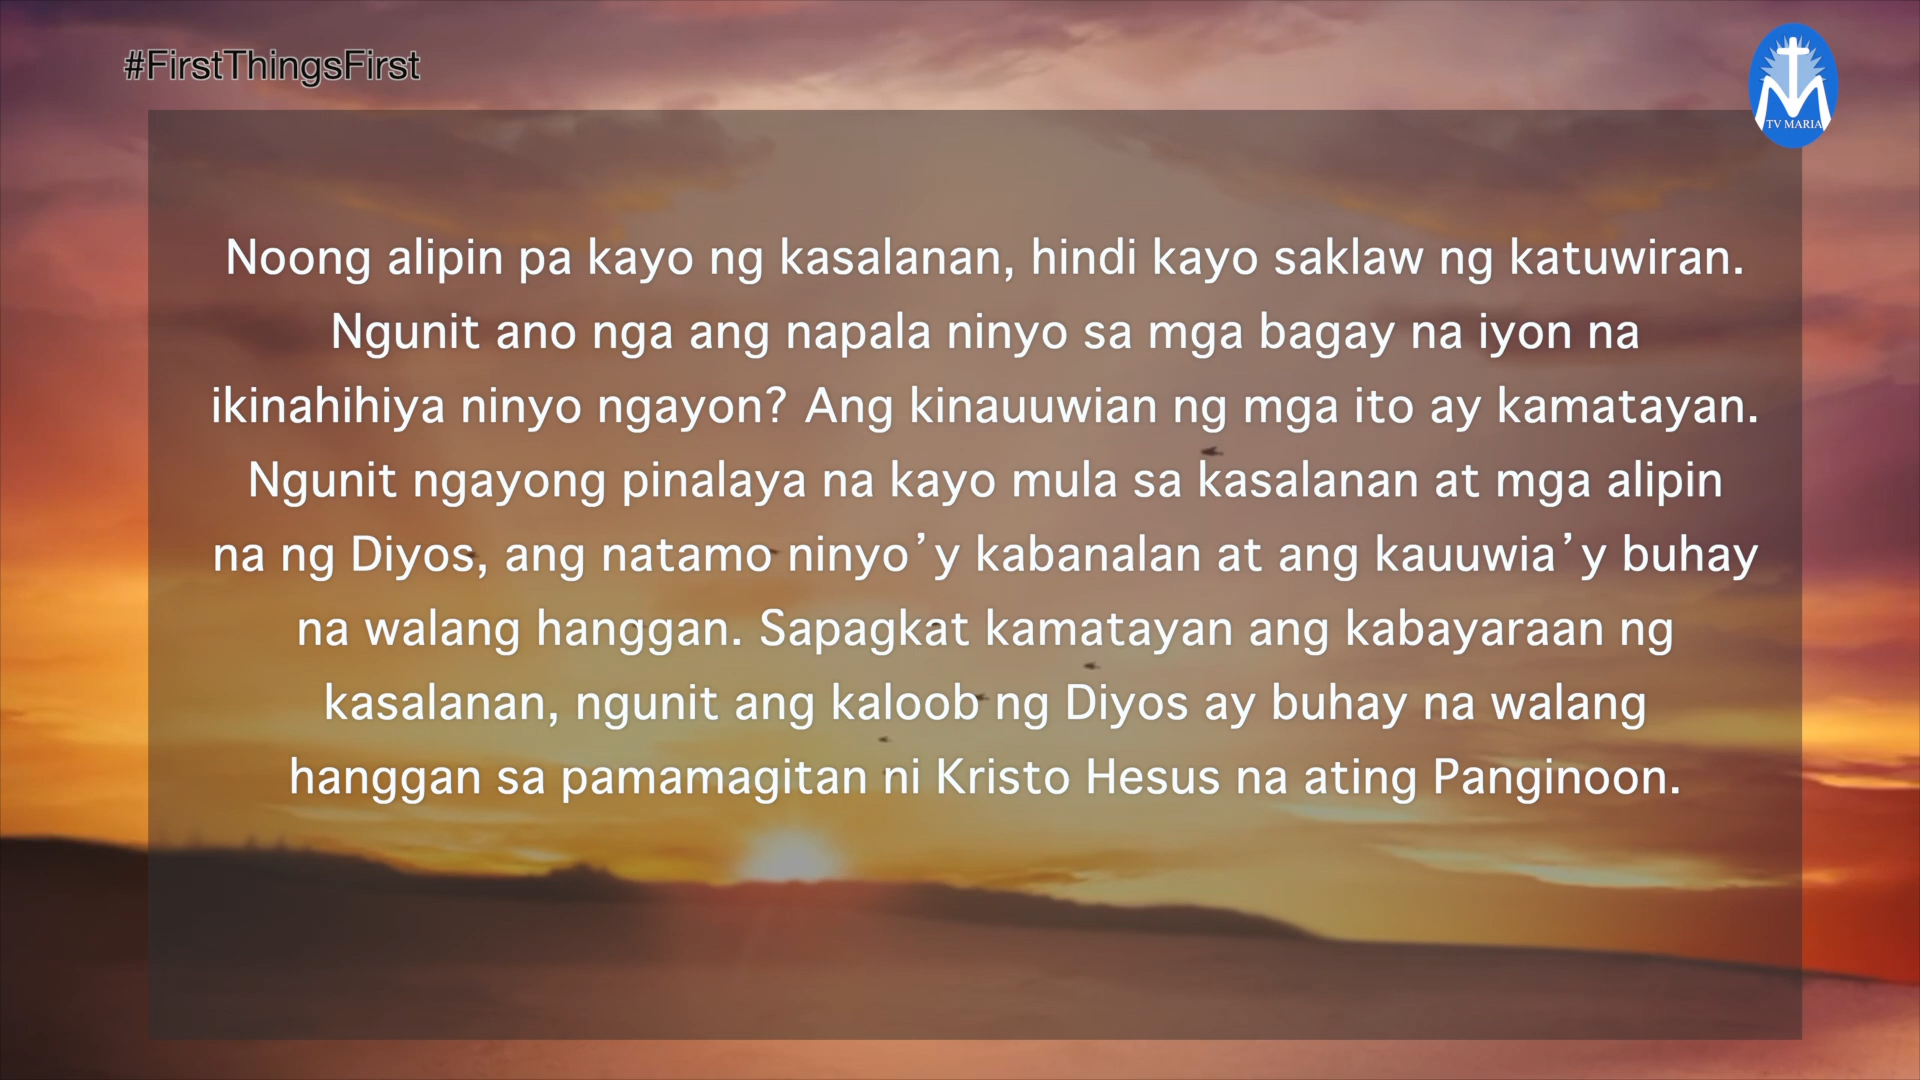 #FirstThingsFirst
TV MARIA
Noong alipin pa kayo ng kasalanan, hindi kayo saklaw ng katuwiran.
Ngunit ano nga ang napala ninyo sa mga bagay na iyon na
ikinahihiya ninyo ngayon? Ang kinauuwian ng mga ito ay kamatayan.
Ngunit ngayong pinalaya na kayo mula sa kasalanan at mga alipin
na ng Diyos, ang natamo ninyo’y kabanalan at ang kauuwia’y buhay
na walang hanggan. Sapagkat kamatayan ang kabayaraan ng
kasalanan, ngunit ang kaloob ng Diyos ay buhay na walang
hanggan sa pamamagitan ni Kristo Hesus na ating Panginoon.